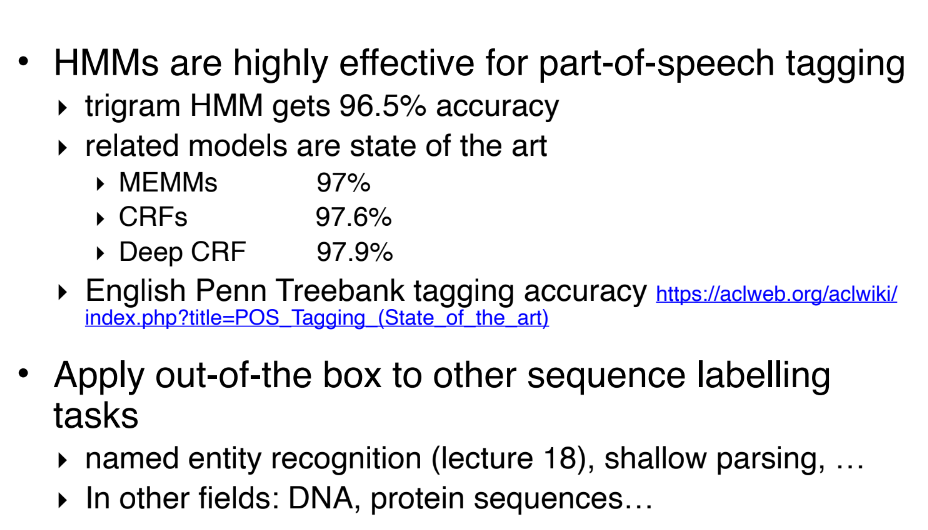 • HMMs are highly effective for part-of-speech tagging
‣ trigram HMM gets 96.5% accuracy
‣ related models are state of the art
‣ MEMMs 97%
‣ CRFs 97.6%
‣ Deep CRF 97.9%
‣ English Penn Treebank tagging accuracy https://aclweb.org/aclwiki/
index.php?title=POS_Tagging_(State_of_the_art)
• Apply out-of-the box to other sequence labelling
tasks
‣ named entity recognition (lecture 18), shallow parsing, …
‣ In other fields: DNA, protein sequences…